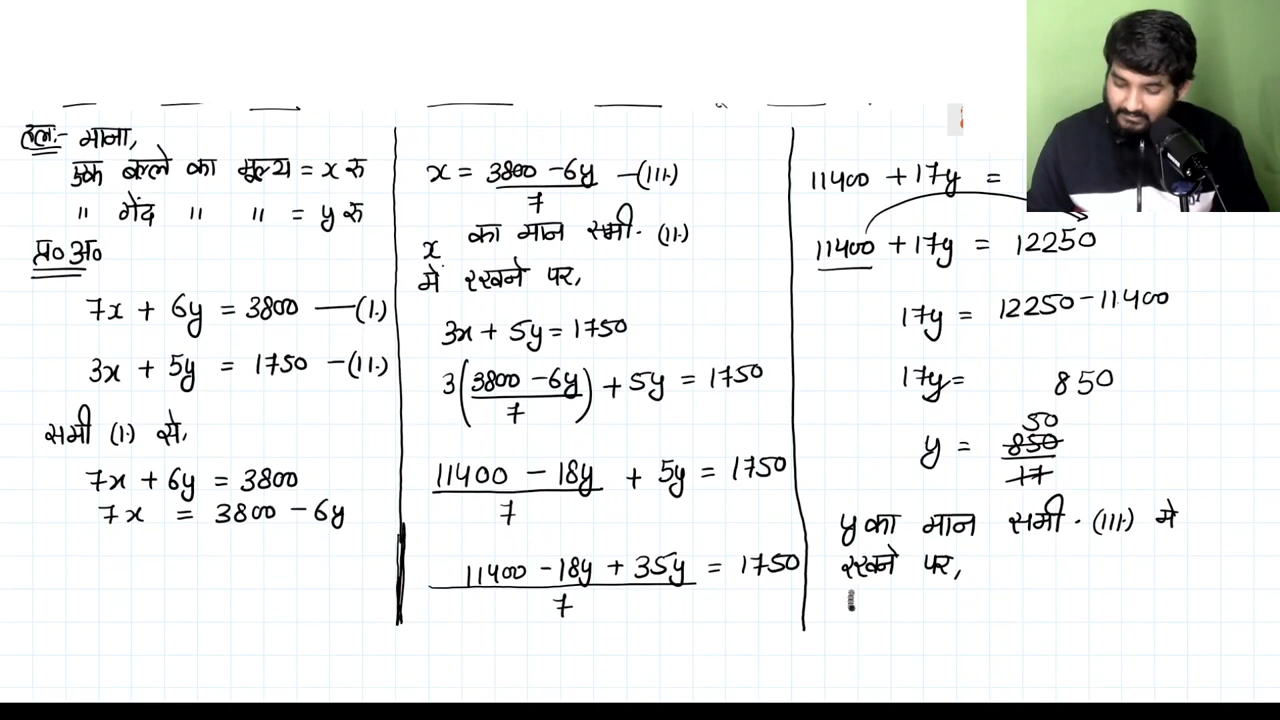 हल:- माना,
एक बल्ले का मूल्य = x रु
" गेंद " " = y रु
प्र० अ०
7x + 6y = 3800 —(I.)
3x + 5y = 1750 —(II.)
समी (I.) से,
7x + 6y = 3800
7x = 3800 - 6y
x = 3800 - 6y —(III.)
7
x का मान समी. (II.)
में रखने पर,
3x + 5y = 1750
3(3800 - 6y / 7) + 5y = 1750
11400 - 18y + 5y = 1750
7
11400 - 18y + 35y = 1750
7
11400 + 17y =
11400 + 17y = 12250
17y = 12250 - 11400
17y = 850
50
y = 850
17
y का मान समी. (III.) मे
रखने पर,